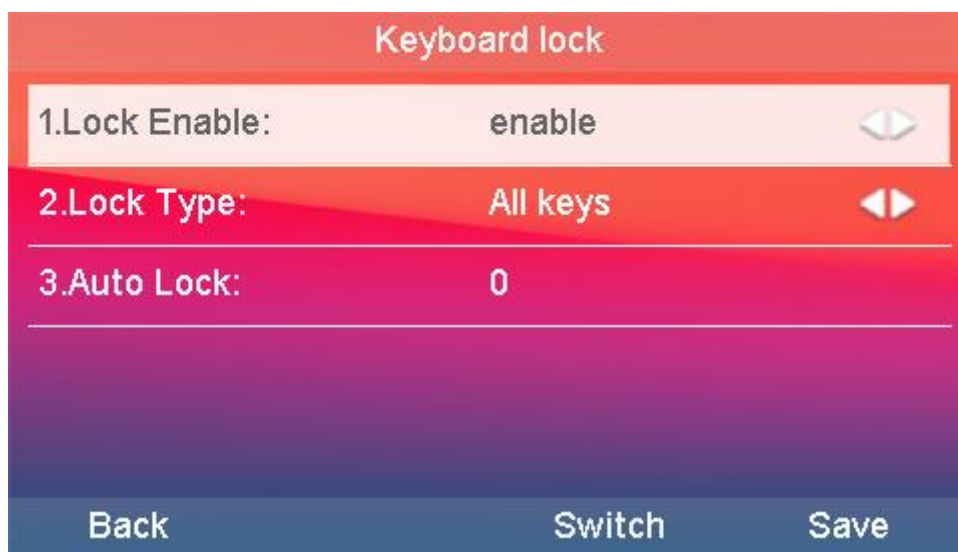 Keyboard lock
1.Lock Enable: enable
2.Lock Type: All keys
3.Auto Lock: 0
Back Switch Save